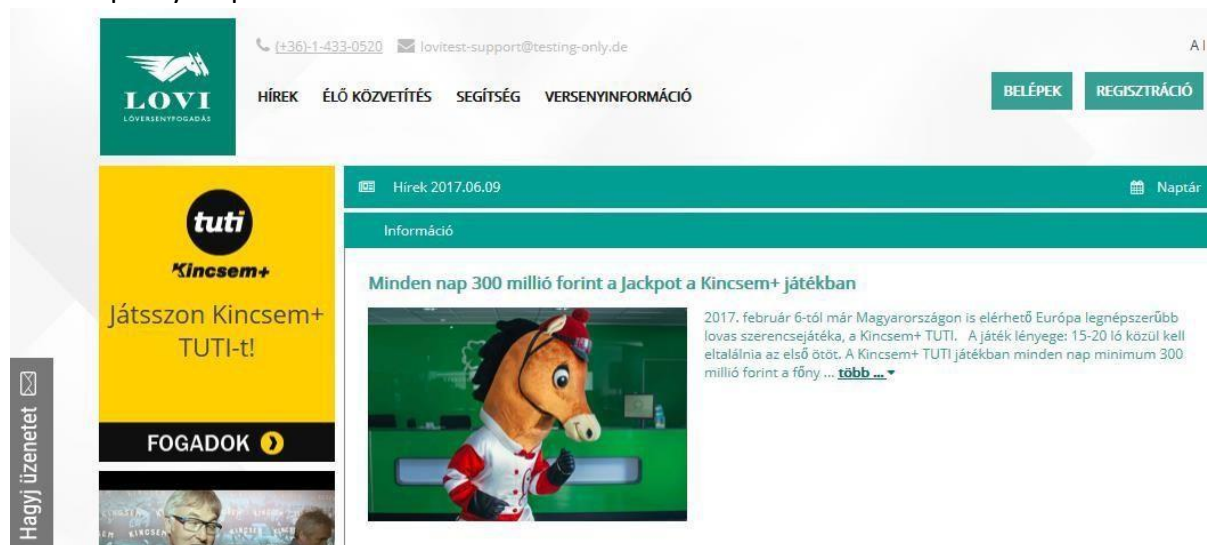 (+36)-1-433-0520 lovitest-support@testing-only.de
LOVI
LÓVERSENYFOGADÁS
HÍREK ÉLŐ KÖZVETÍTÉS SEGÍTSÉG VERSENYINFORMÁCIÓ
BELÉPEK REGISZTRÁCIÓ
tuti
Kincsem+
Játsszon Kincsem+
TUTI-t!
FOGADOK
Hírek 2017.06.09 Naptár
Információ
Minden nap 300 millió forint a Jackpot a Kincsem+ játékban
2017. február 6-tól már Magyarországon is elérhető Európa legnépszerűbb
lovas szerencsejátéka, a Kincsem+ TUTI. A játék lényege: 15-20 ló közül kell
eltalálnia az első ötöt. A Kincsem+ TUTI játékban minden nap minimum 300
millió forint a főny ... több ...
Hagyj üzenetet